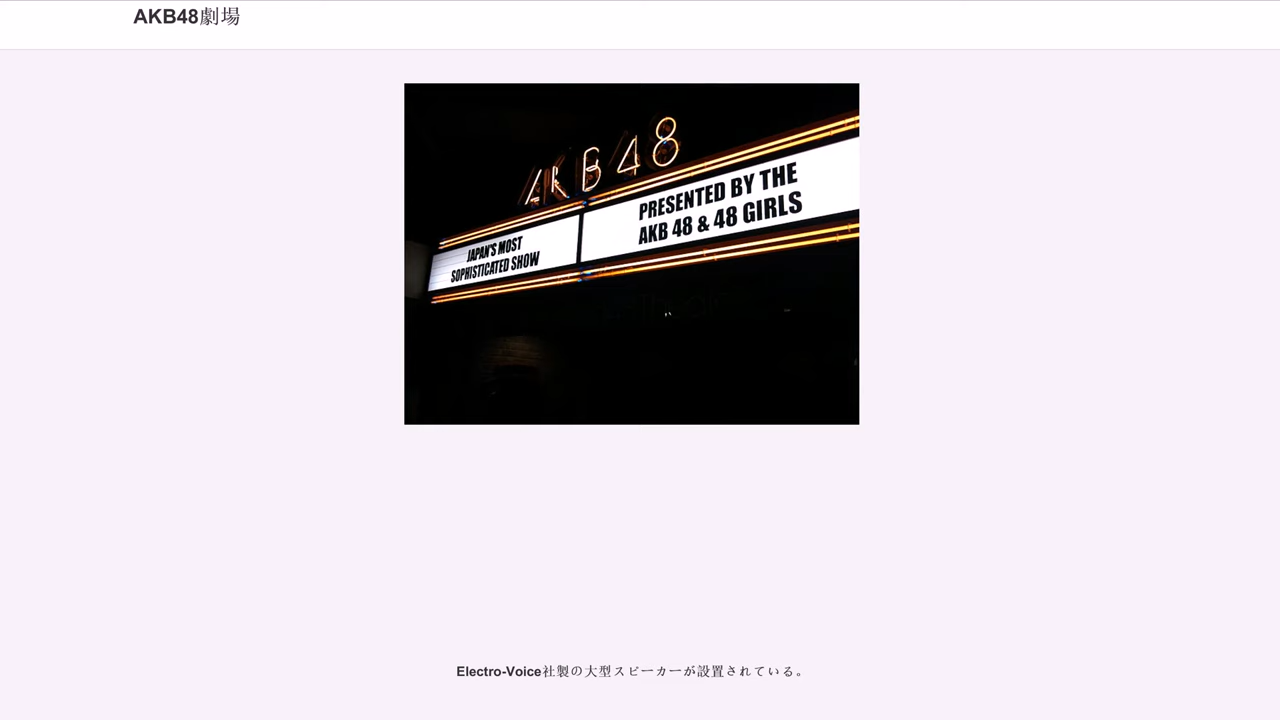 AKB48劇場
AKB48
JAPAN'S MOST
SOPHISTICATED SHOW
PRESENTED BY THE
AKB 48 & 48 GIRLS
Electro-Voice社製の大型スピーカーが設置されている。